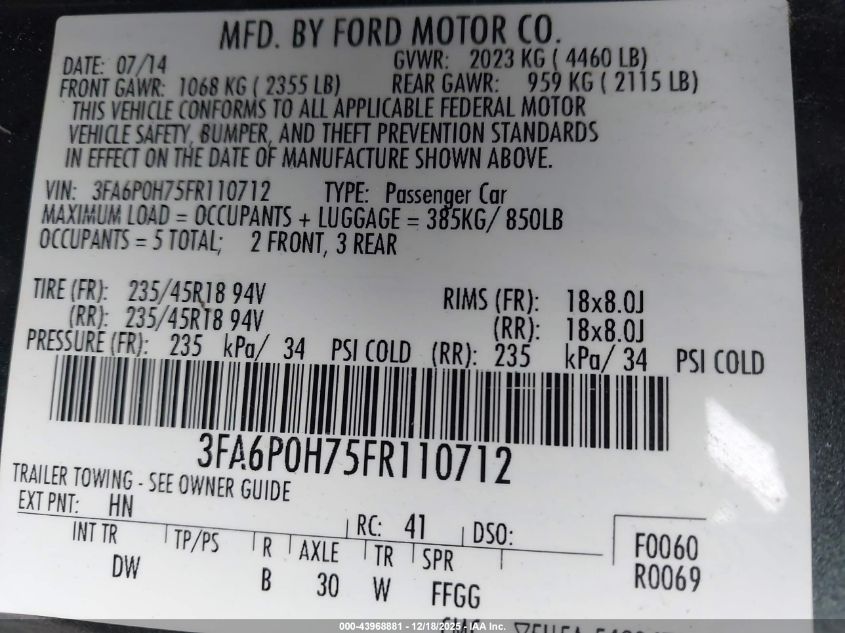 MFD. BY FORD MOTOR CO.
DATE: 07/14 GVWR: 2023 KG ( 4460 LB)
FRONT GAWR: 1068 KG ( 2355 LB) REAR GAWR: 959 KG ( 2115 LB)
THIS VEHICLE CONFORMS TO ALL APPLICABLE FEDERAL MOTOR
VEHICLE SAFETY, BUMPER, AND THEFT PREVENTION STANDARDS
IN EFFECT ON THE DATE OF MANUFACTURE SHOWN ABOVE.
VIN: 3FA6P0H75FR110712 TYPE: Passenger Car
MAXIMUM LOAD = OCCUPANTS + LUGGAGE = 385KG/ 850LB
OCCUPANTS = 5 TOTAL; 2 FRONT, 3 REAR
TIRE (FR): 235/45R18 94V RIMS (FR): 18x8.0J
(RR): 235/45R18 94V (RR): 18x8.0J
PRESSURE (FR): 235 kPa/ 34 PSI COLD (RR): 235 kPa/ 34 PSI COLD
3FA6P0H75FR110712
TRAILER TOWING - SEE OWNER GUIDE
EXT PNT: HN RC: 41 DSO:
INT TR TP/PS R AXLE TR SPR F0060
DW B 30 W FFGG R0069
000-43968881 - 12/18/2025 - © IAA, LLC